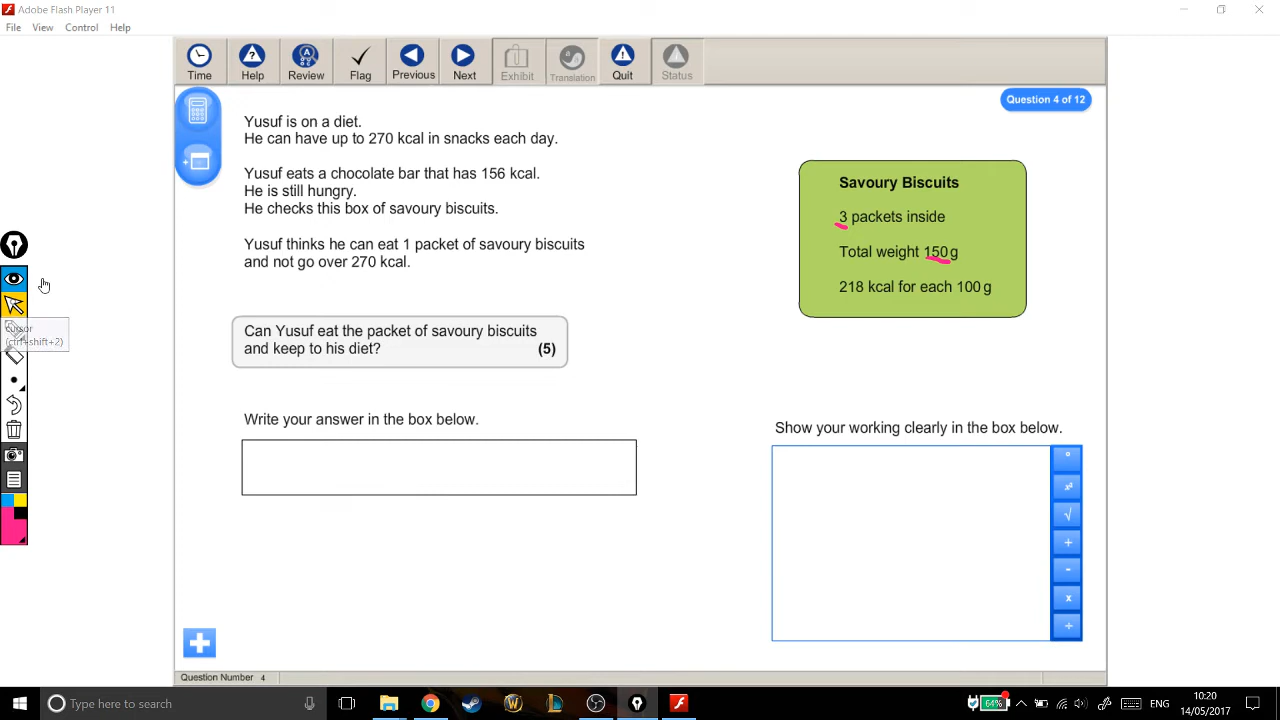 Adobe Flash Player 11
File View Control Help
Time Help Review Flag Previous Next Exhibit Translation Quit Status
Question 4 of 12
Yusuf is on a diet.
He can have up to 270 kcal in snacks each day.
Yusuf eats a chocolate bar that has 156 kcal.
He is still hungry.
He checks this box of savoury biscuits.
Yusuf thinks he can eat 1 packet of savoury biscuits
and not go over 270 kcal.
Savoury Biscuits
3 packets inside
Total weight 150 g
218 kcal for each 100 g
cursor
(ctrl+shift+2)
Can Yusuf eat the packet of savoury biscuits
and keep to his diet? (5)
Write your answer in the box below.
Show your working clearly in the box below.
°
x²
√
+
-
x
÷
Question Number 4
Type here to search
64%
ENG
10:20
14/05/2017